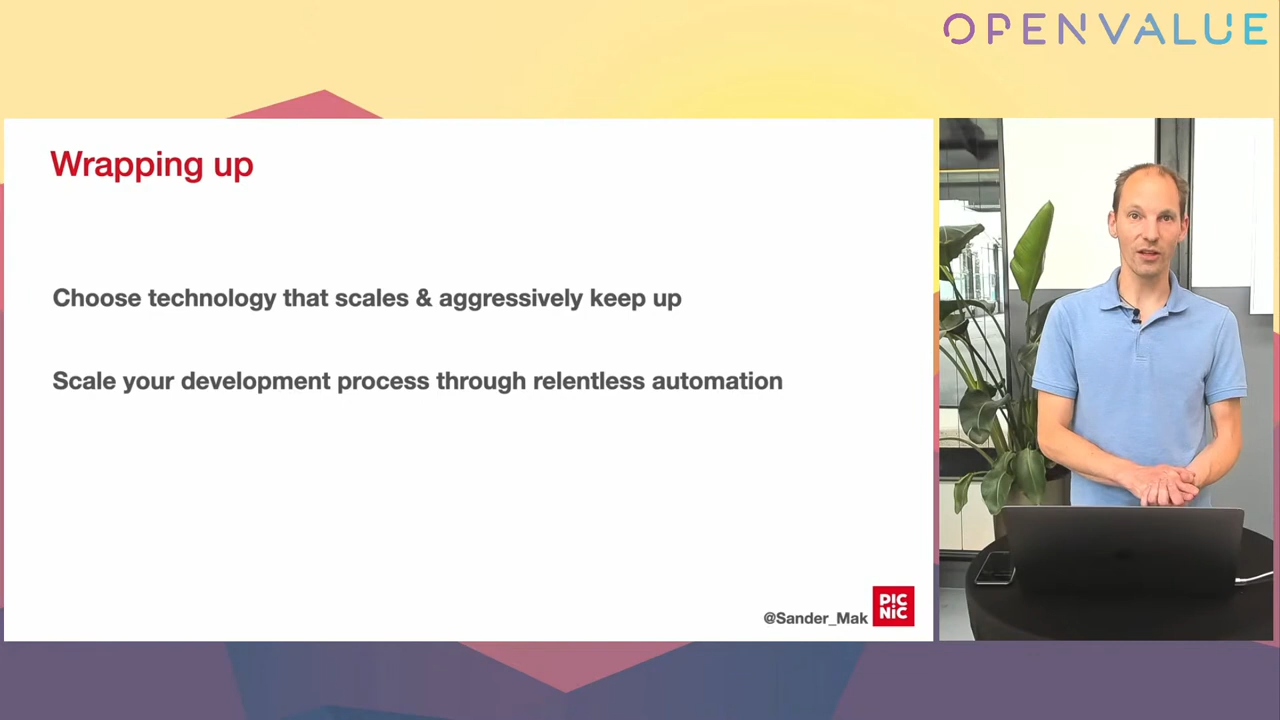 OPENVALUE
Wrapping up
Choose technology that scales & aggressively keep up
Scale your development process through relentless automation
@Sander_Mak
PIC
NIC